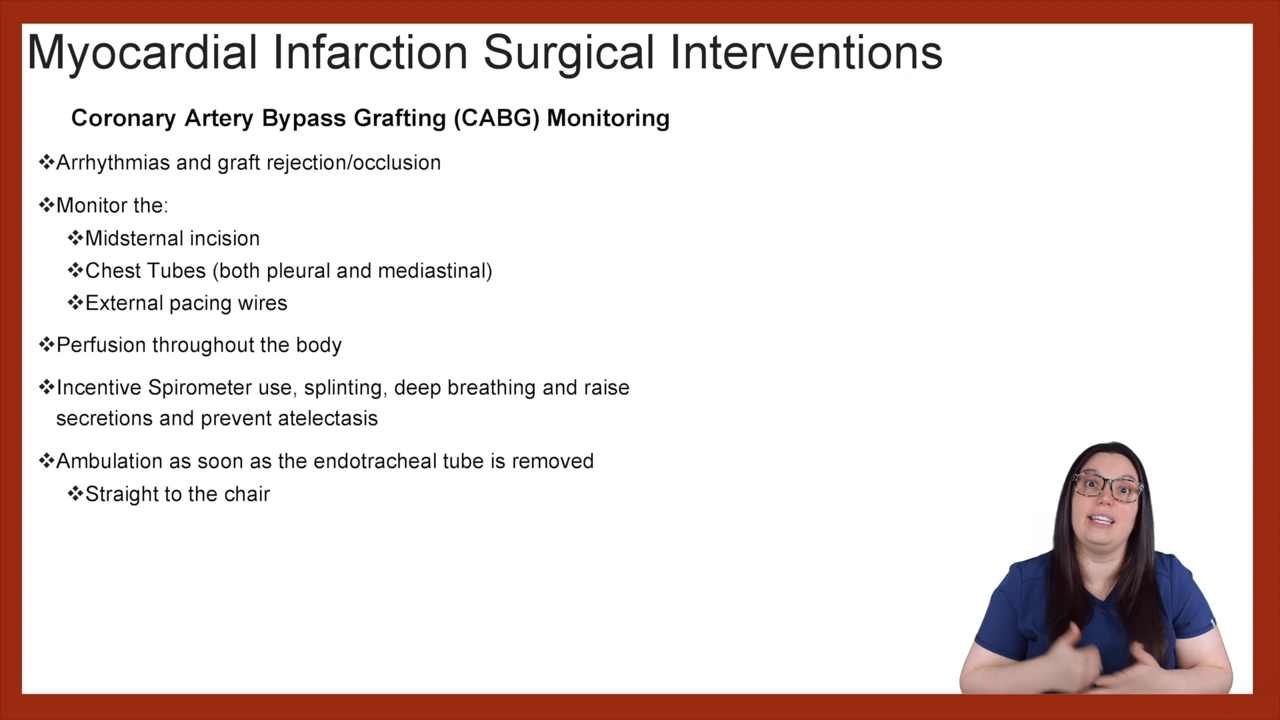 Myocardial Infarction Surgical Interventions
Coronary Artery Bypass Grafting (CABG) Monitoring
❖Arrhythmias and graft rejection/occlusion
❖Monitor the:
❖Midsternal incision
❖Chest Tubes (both pleural and mediastinal)
❖External pacing wires
❖Perfusion throughout the body
❖Incentive Spirometer use, splinting, deep breathing and raise
secretions and prevent atelectasis
❖Ambulation as soon as the endotracheal tube is removed
❖Straight to the chair